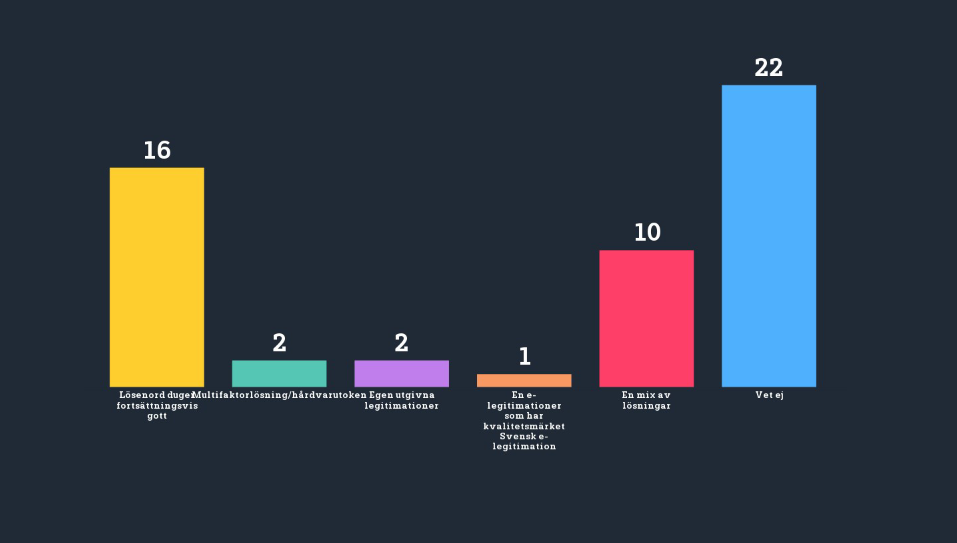 16
2
2
1
10
22
Lösenord duger
fortsättningsvis
gott
Multifaktorlösning/hårdvarutoken
Egen utgivna
legitimationer
En e-
legitimationer
som har
kvalitetsmärket
Svensk e-
legitimation
En mix av
lösningar
Vet ej